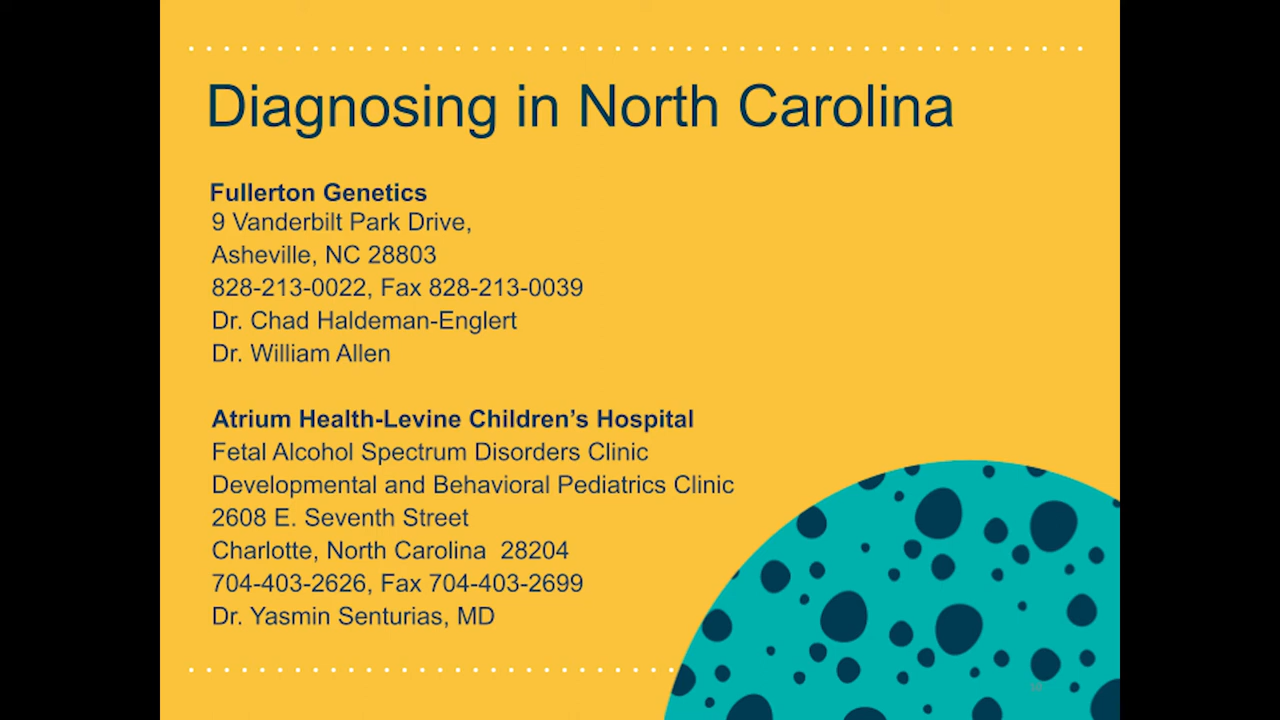 Diagnosing in North Carolina
Fullerton Genetics
9 Vanderbilt Park Drive,
Asheville, NC 28803
828-213-0022, Fax 828-213-0039
Dr. Chad Haldeman-Englert
Dr. William Allen
Atrium Health-Levine Children’s Hospital
Fetal Alcohol Spectrum Disorders Clinic
Developmental and Behavioral Pediatrics Clinic
2608 E. Seventh Street
Charlotte, North Carolina  28204
704-403-2626, Fax 704-403-2699
Dr. Yasmin Senturias, MD